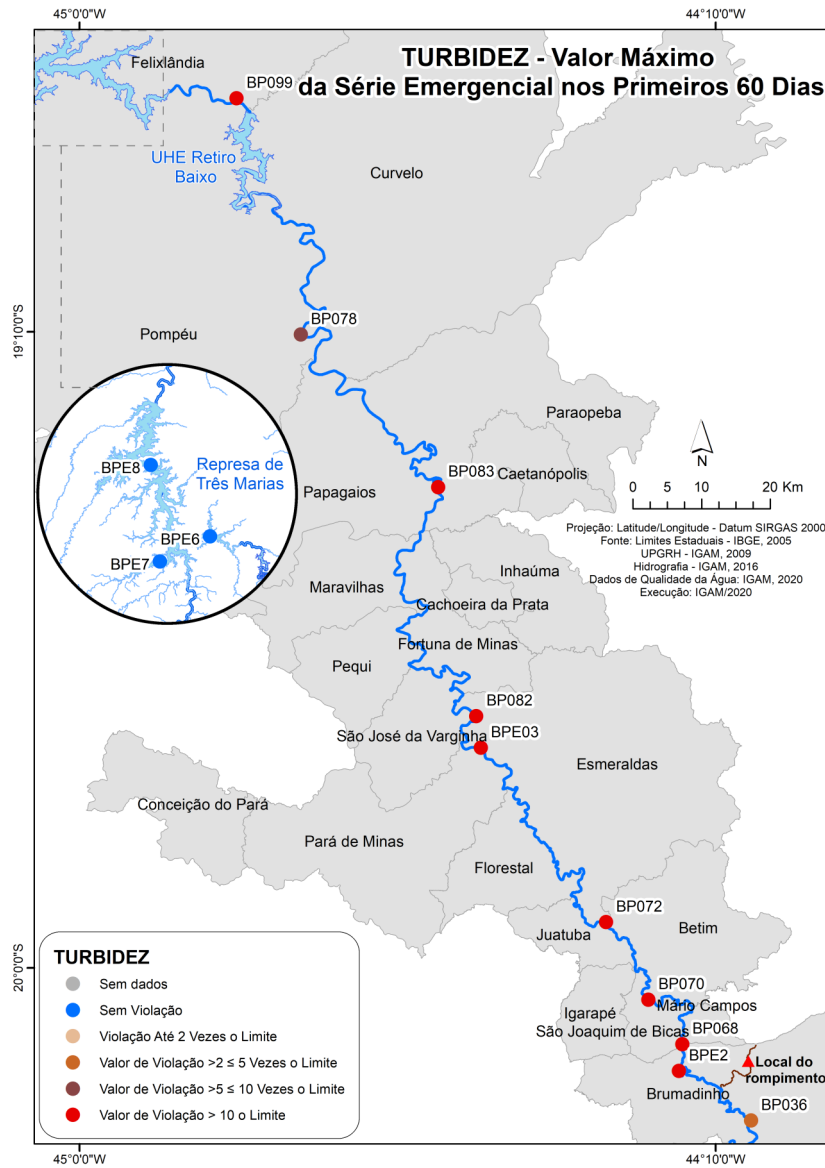 45°0'0"W
44°10'0"W
TURBIDEZ - Valor Máximo
da Série Emergencial nos Primeiros 60 Dias
Felixlândia
BP099
UHE Retiro
Baixo
Curvelo
19°10'0"S
BP078
Pompéu
Paraopeba
BP083
Caetanópolis
Papagaios
BPE8
Represa de
Três Marias
BPE6
BPE7
N
0 5 10 20 Km
Projeção: Latitude/Longitude - Datum SIRGAS 2000
Fonte: Limites Estaduais - IBGE, 2005
UPGRH - IGAM, 2009
Hidrografia - IGAM, 2016
Dados de Qualidade da Água: IGAM, 2020
Execução: IGAM/2020
Inhaúma
Maravilhas
Cachoeira da Prata
Fortuna de Minas
Pequi
BP082
São José da Varginha
BPE03
Esmeraldas
Conceição do Pará
Pará de Minas
Florestal
BP072
Juatuba
Betim
20°0'0"S
BP070
Mário Campos
Igarapé
São Joaquim de Bicas
BP068
BPE2
Local do
rompimento
Brumadinho
BP036
TURBIDEZ
Sem dados
Sem Violação
Violação Até 2 Vezes o Limite
Valor de Violação >2 ≤ 5 Vezes o Limite
Valor de Violação >5 ≤ 10 Vezes o Limite
Valor de Violação > 10 o Limite
45°0'0"W
44°10'0"W